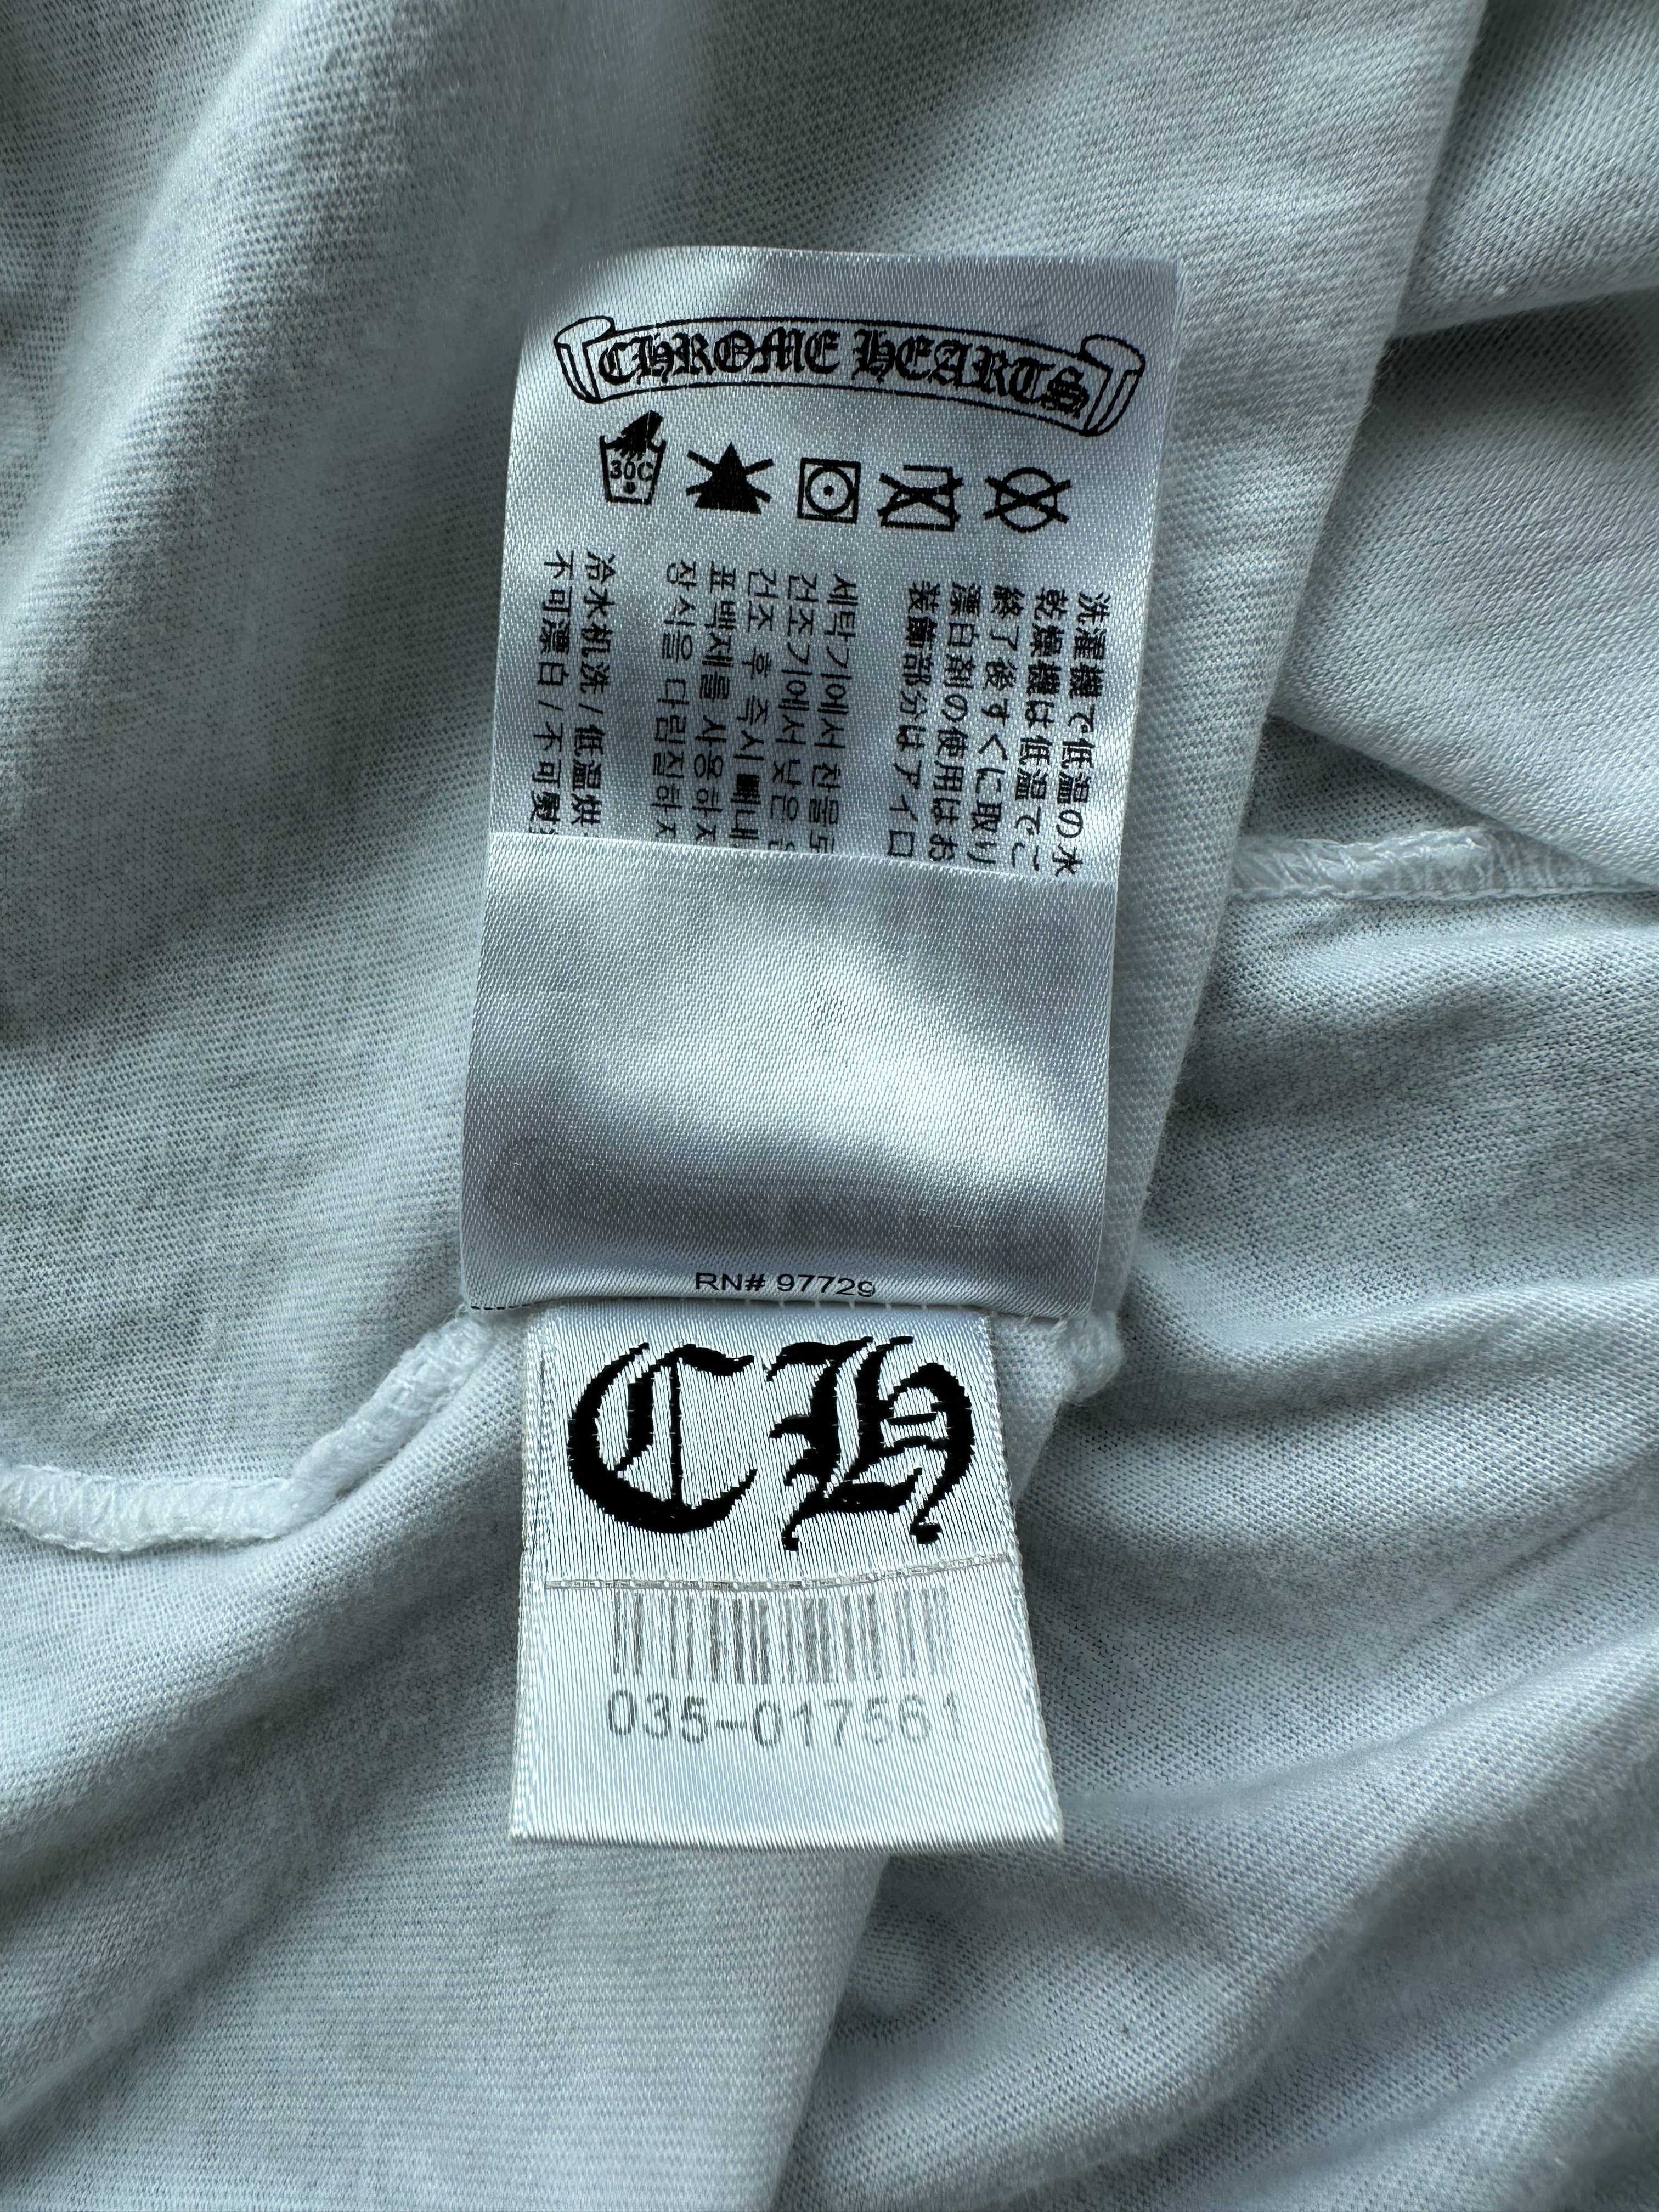 CHROME HEARTS
30C
洗濯機で低温の水
乾燥機は低温でご
終了後すぐに取り
漂白剤の使用はお
装飾部分はアイロ
세탁기에서 찬물
건조기에서 낮은
건조 후 즉시 빼내
표백제를 사용하지
장식을 다림질하지
冷水机洗 / 低温烘
不可漂白 / 不可熨
RN# 97729
CH
035-017561